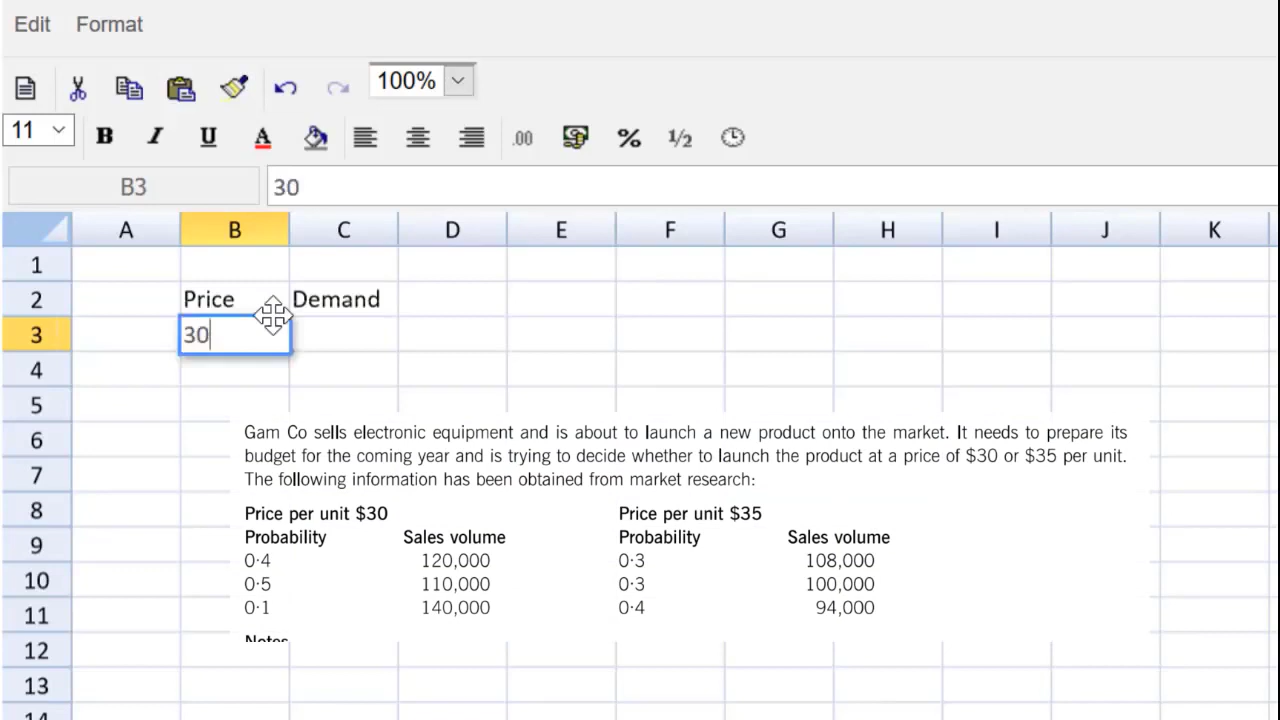 Edit Format
100%
11 B I U A .00 % 1/2
B3 30
A B C D E F G H I J K
1
2 Price Demand
3 30
4
5
6
7
8
9
10
11
12
13
14
Gam Co sells electronic equipment and is about to launch a new product onto the market. It needs to prepare its
budget for the coming year and is trying to decide whether to launch the product at a price of $30 or $35 per unit.
The following information has been obtained from market research:
Price per unit $30 Price per unit $35
Probability Sales volume Probability Sales volume
0·4 120,000 0·3 108,000
0·5 110,000 0·3 100,000
0·1 140,000 0·4 94,000
Notes